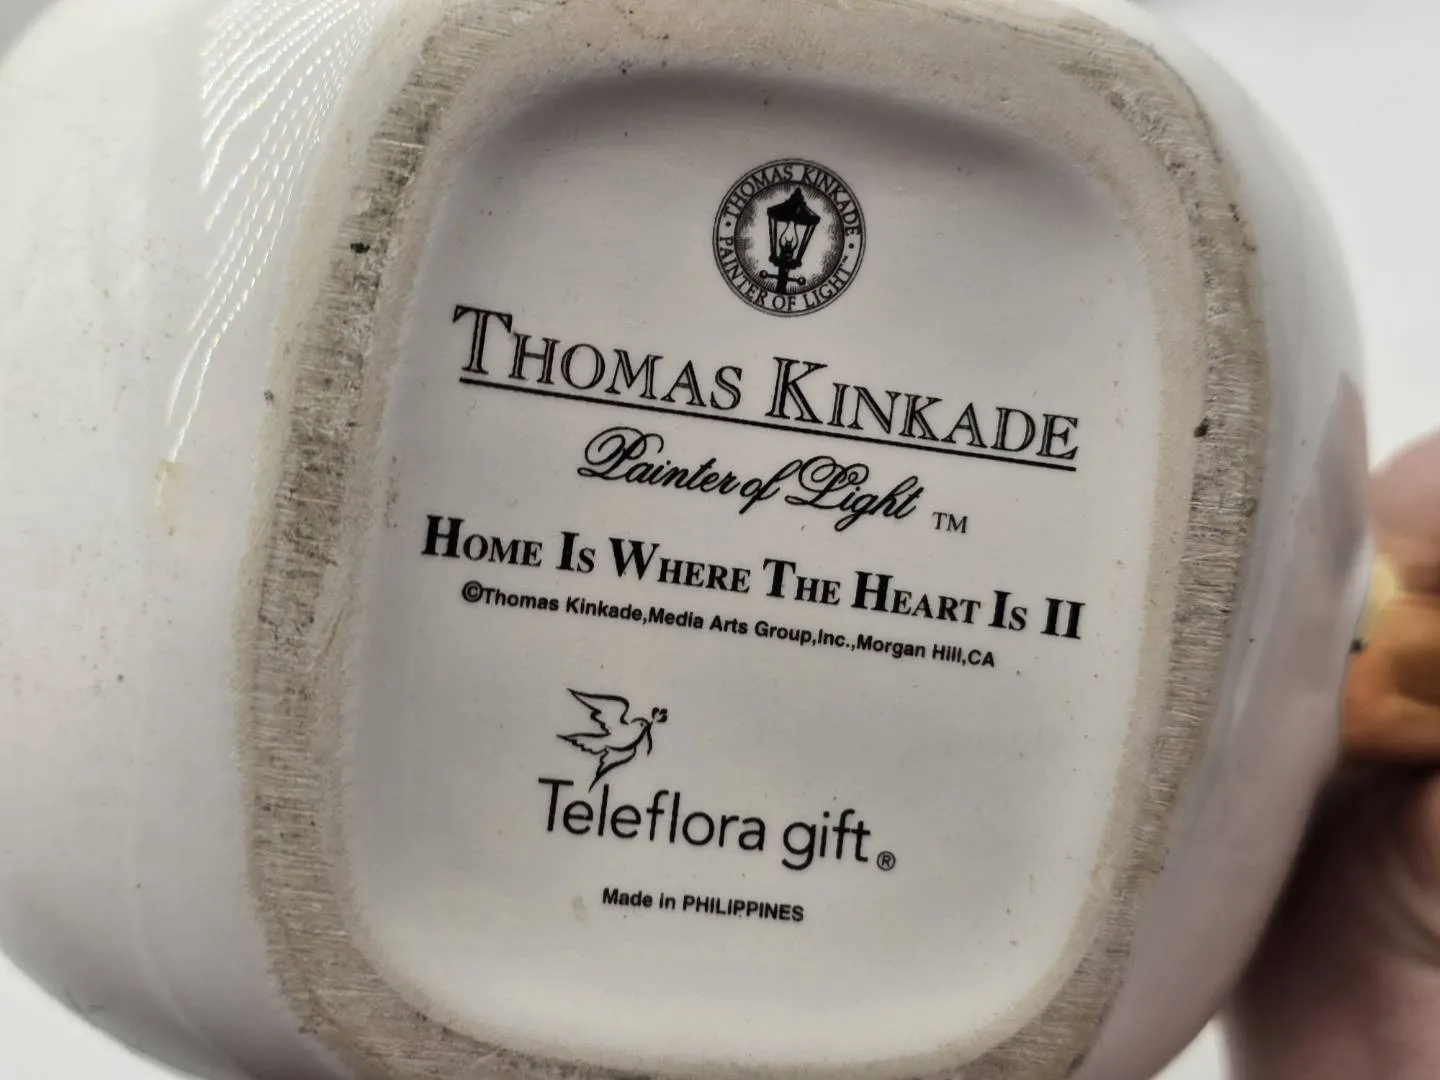 THOMAS KINKADE
PAINTER OF LIGHT™
THOMAS KINKADE
Painter of Light TM
HOME IS WHERE THE HEART IS II
©Thomas Kinkade,Media Arts Group,Inc.,Morgan Hill,CA
Teleflora gift®
Made in PHILIPPINES